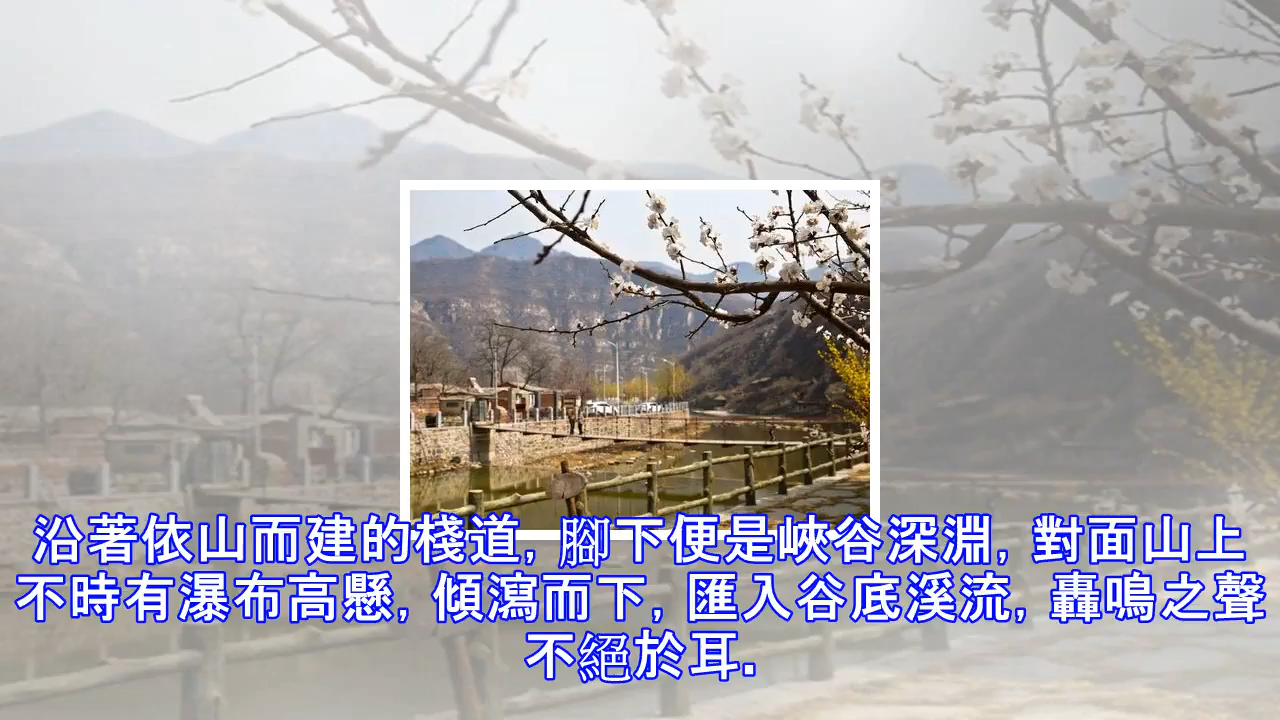 沿著依山而建的棧道, 腳下便是峽谷深淵, 對面山上
不時有瀑布高懸, 傾瀉而下, 匯入谷底溪流, 轟鳴之聲
不絕於耳.